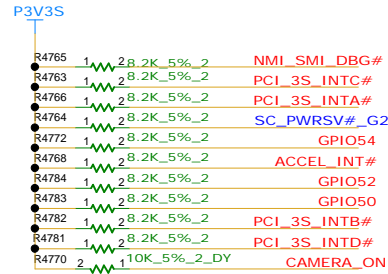 P3V3S
R4765 1 2 8.2K_5%_2 NMI_SMI_DBG#
R4763 1 2 8.2K_5%_2 PCI_3S_INTC#
R4766 1 2 8.2K_5%_2 PCI_3S_INTA#
R4764 1 2 8.2K_5%_2 SC_PWRSV#_G2
R4772 1 2 8.2K_5%_2 GPIO54
R4768 1 2 8.2K_5%_2 ACCEL_INT#
R4784 1 2 8.2K_5%_2 GPIO52
R4783 1 2 8.2K_5%_2 GPIO50
R4782 1 2 8.2K_5%_2 PCI_3S_INTB#
R4781 1 2 8.2K_5%_2 PCI_3S_INTD#
R4770 2 1 10K_5%_2_DY CAMERA_ON